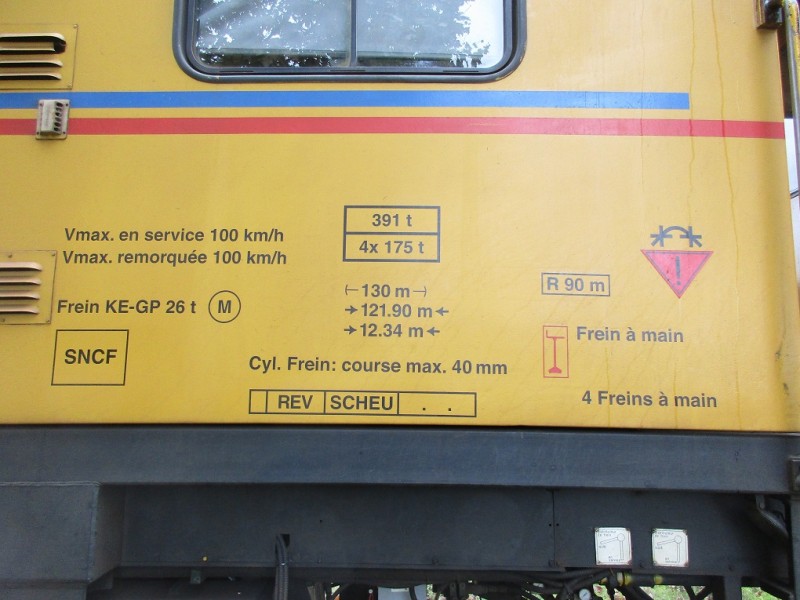 391 t
4x 175 t
Vmax. en service 100 km/h
Vmax. remorquée 100 km/h
Frein KE-GP 26 t M
SNCF
130 m
121.90 m
12.34 m
Cyl. Frein: course max. 40 mm
REV SCHEU . .
R 90 m
!
Frein à main
4 Freins à main